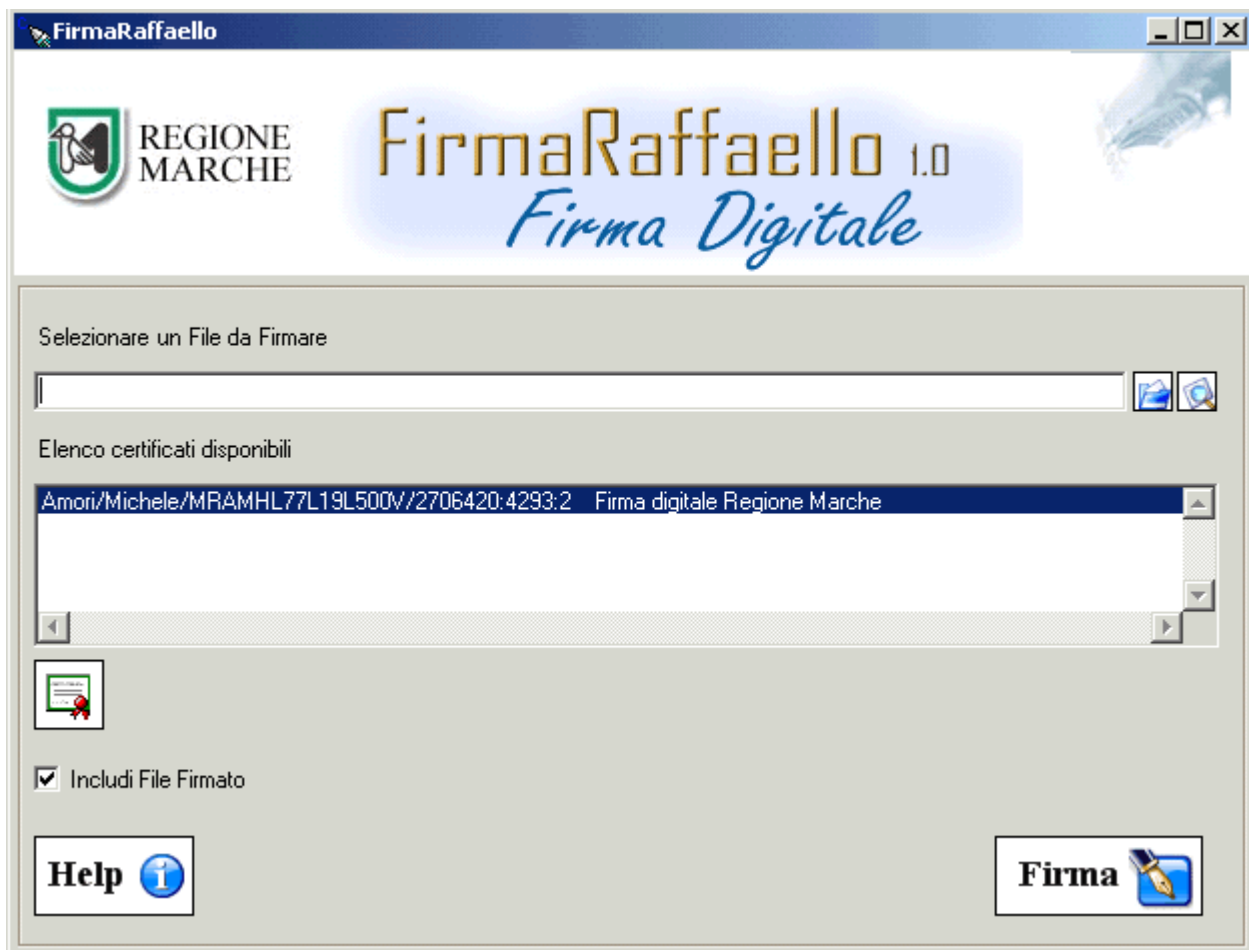 FirmaRaffaello
REGIONE
MARCHE
FirmaRaffaello 1.0
Firma Digitale
Selezionare un File da Firmare
Elenco certificati disponibili
Amori/Michele/MRAMHL77L19L500V/2706420:4293:2 Firma digitale Regione Marche
Includi File Firmato
Help
Firma